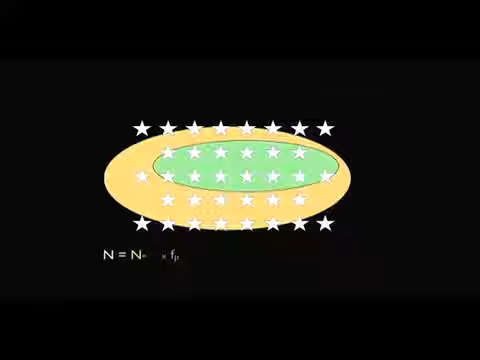 N = N* x fp